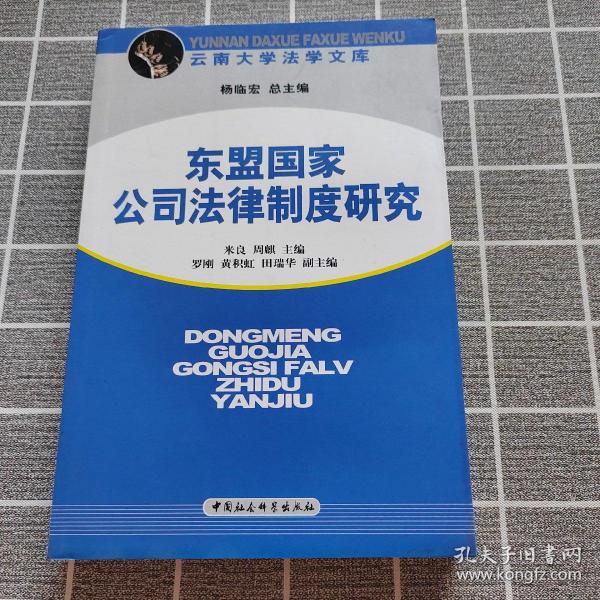 YUNNAN DAXUE FAXUE WENKU
云南大学法学文库
杨临宏 总主编
东盟国家
公司法律制度研究
米良 周麒 主编
罗刚 黄积虹 田瑞华 副主编
DONGMENG
GUOJIA
GONGSI FALV
ZHIDU
YANJIU
中国社会科学出版社
孔夫子旧书网
www.kongfz.com